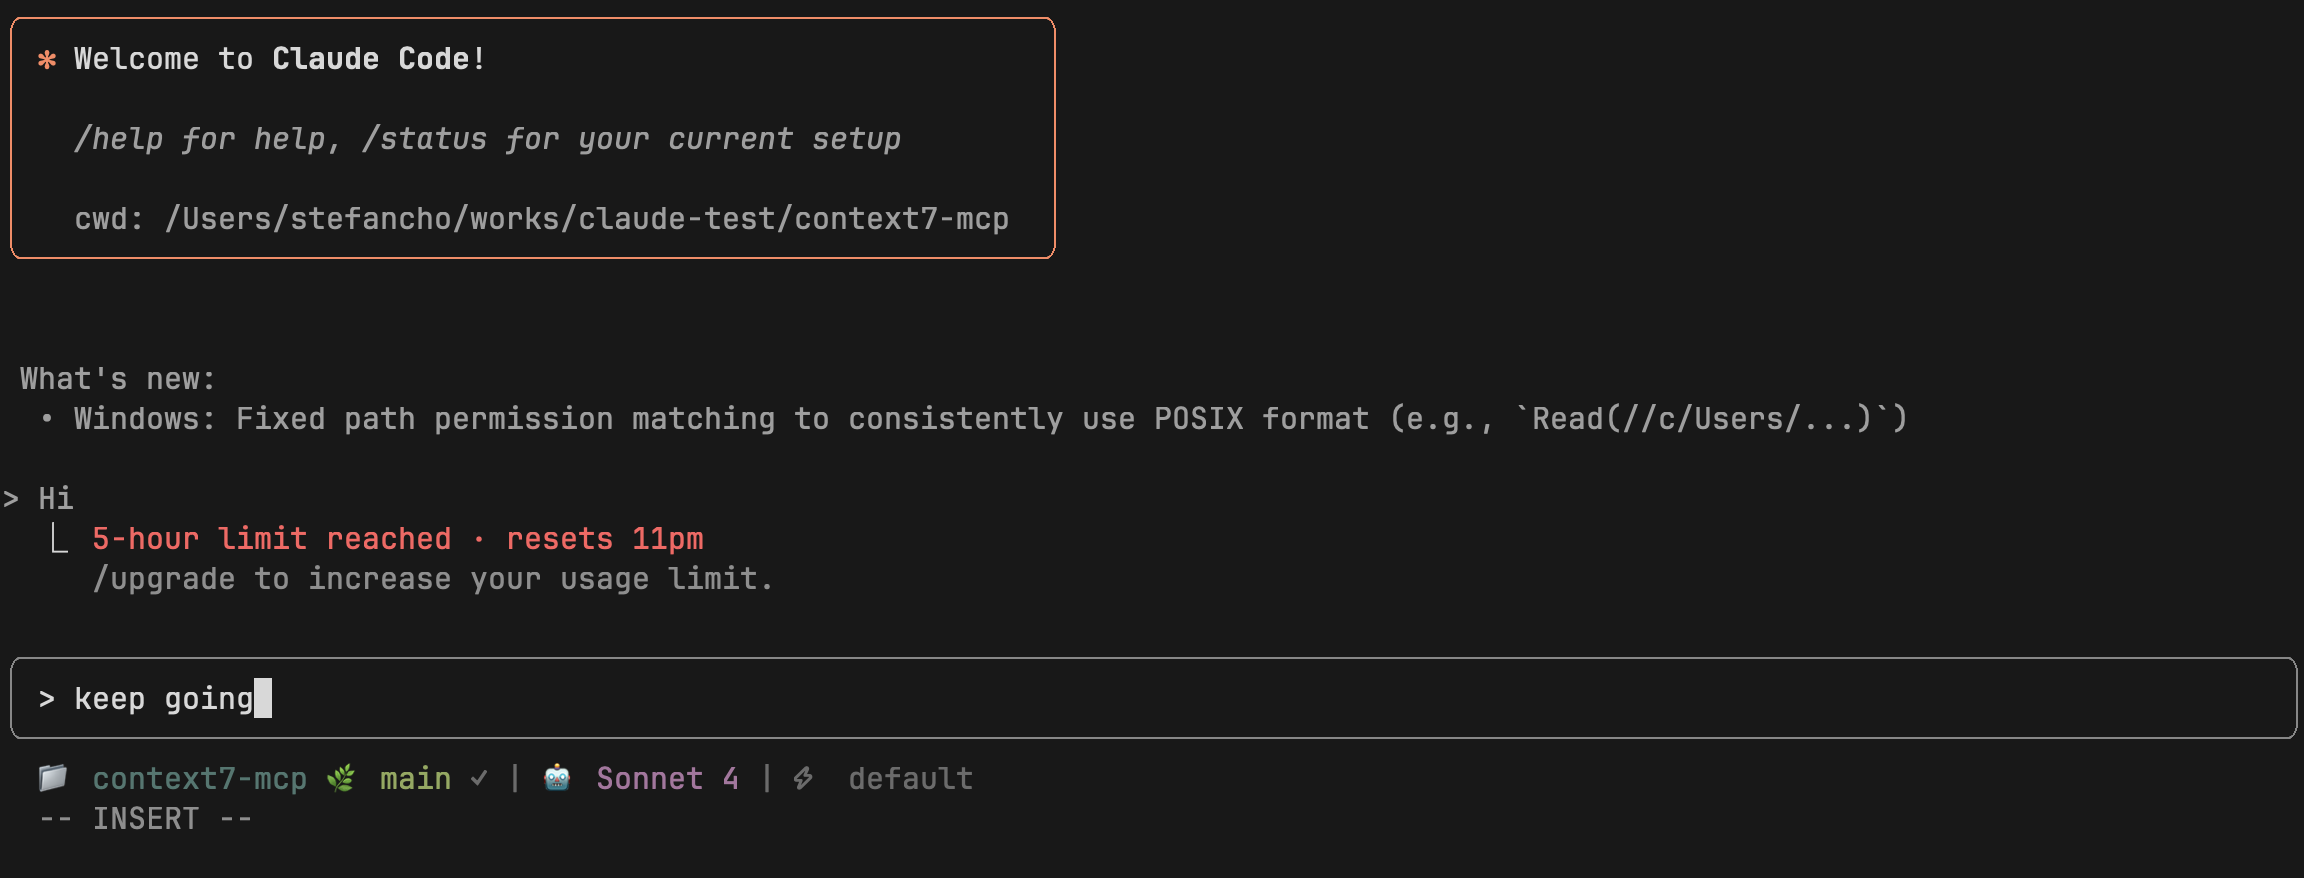 ✻ Welcome to Claude Code!
/help for help, /status for your current setup
cwd: /Users/stefancho/works/claude-test/context7-mcp
What's new:
• Windows: Fixed path permission matching to consistently use POSIX format (e.g., `Read(//c/Users/...)`)
> Hi
⎿ 5-hour limit reached ∙ resets 11pm
/upgrade to increase your usage limit.
> keep going
📁 context7-mcp 🌿 main ✓ | 🤖 Sonnet 4 | ⚡ default
-- INSERT --